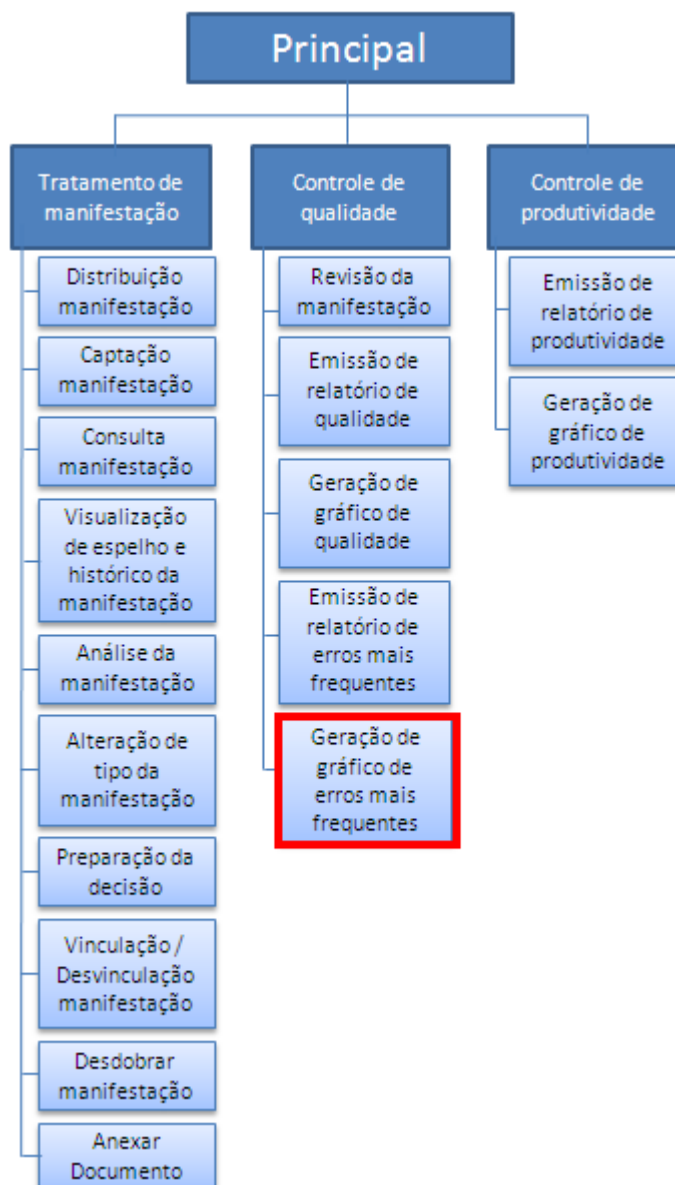 Principal
Tratamento de
manifestação
Distribuição
manifestação
Captação
manifestação
Consulta
manifestação
Visualização
de espelho e
histórico da
manifestação
Análise da
manifestação
Alteração de
tipo da
manifestação
Preparação da
decisão
Vinculação /
Desvinculação
manifestação
Desdobrar
manifestação
Anexar
Documento
Controle de
qualidade
Revisão da
manifestação
Emissão de
relatório de
qualidade
Geração de
gráfico de
qualidade
Emissão de
relatório de
erros mais
frequentes
Geração de
gráfico de
erros mais
frequentes
Controle de
produtividade
Emissão de
relatório de
produtividade
Geração de
gráfico de
produtividade